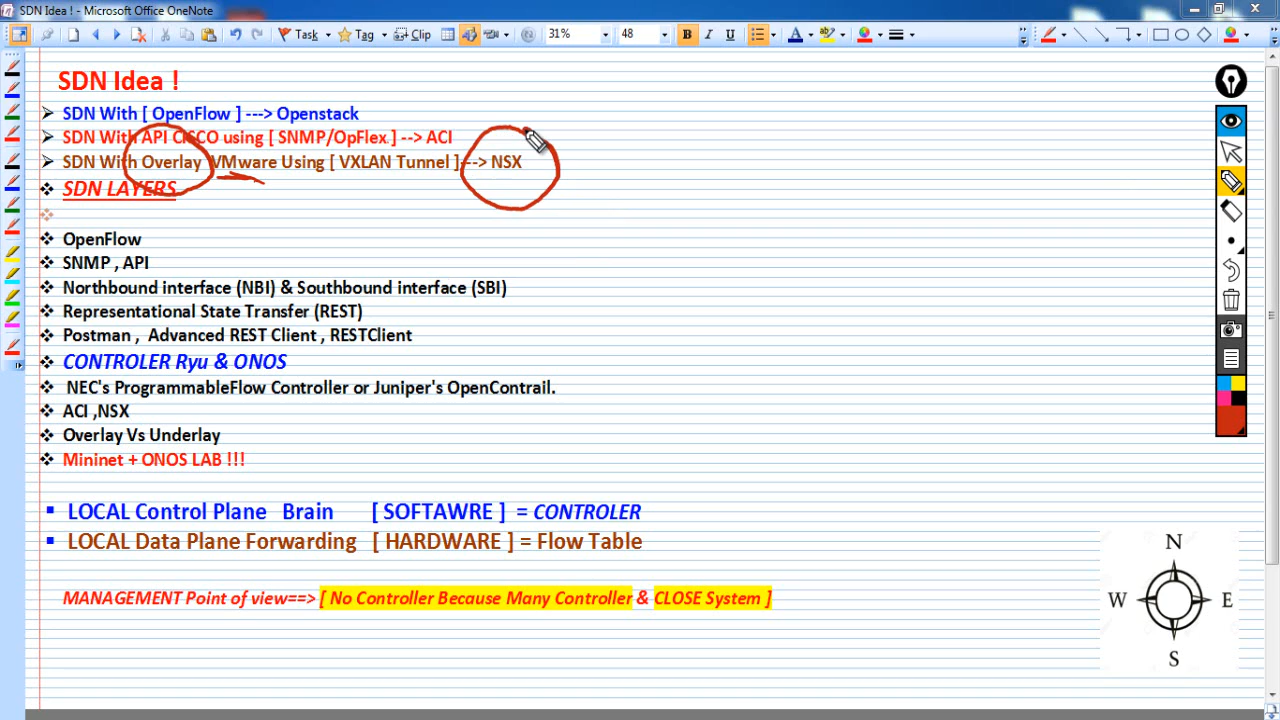 SDN Idea ! - Microsoft Office OneNote
Task Tag Clip 31% 48 B I U A ab
SDN Idea !
SDN With [ OpenFlow ] ---> Openstack
SDN With API CISCO using [ SNMP/OpFlex ] --> ACI
SDN With Overlay VMware Using [ VXLAN Tunnel ]---> NSX
SDN LAYERS
OpenFlow
SNMP , API
Northbound interface (NBI) & Southbound interface (SBI)
Representational State Transfer (REST)
Postman , Advanced REST Client , RESTClient
CONTROLER Ryu & ONOS
NEC's ProgrammableFlow Controller or Juniper's OpenContrail.
ACI ,NSX
Overlay Vs Underlay
Mininet + ONOS LAB !!!
LOCAL Control Plane Brain [ SOFTAWRE ] = CONTROLER
LOCAL Data Plane Forwarding [ HARDWARE ] = Flow Table
MANAGEMENT Point of view==> [ No Controller Because Many Controller & CLOSE System ]
N
W E
S